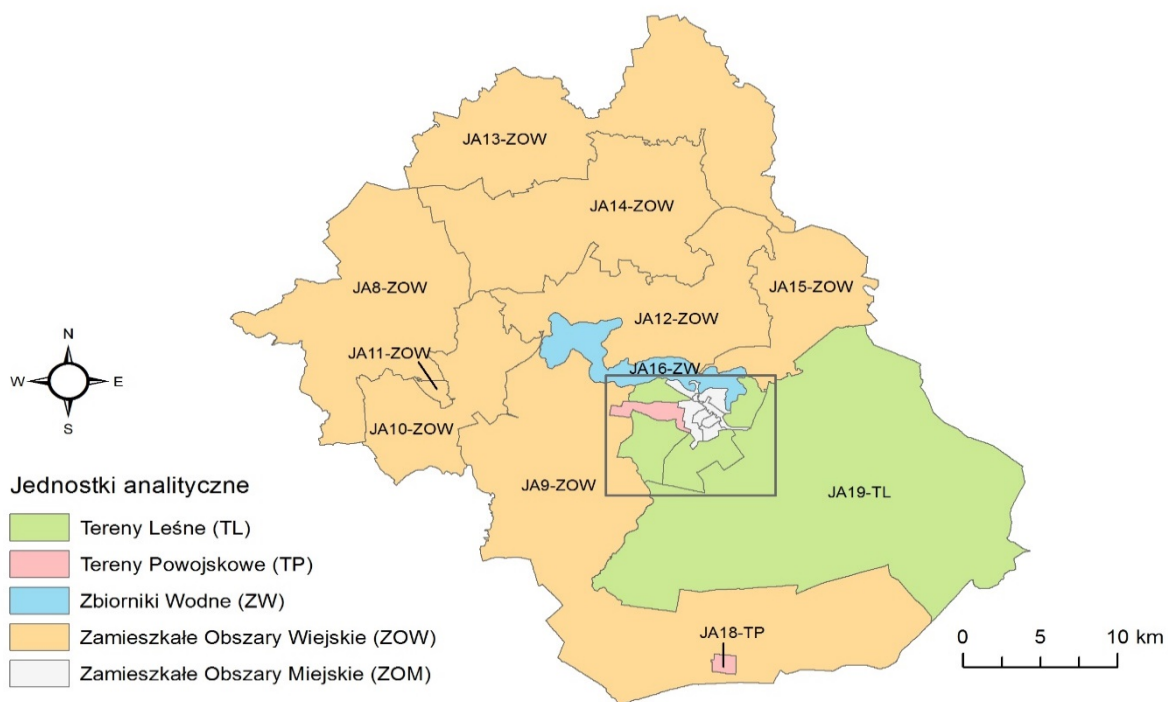 JA13-ZOW
JA14-ZOW
JA8-ZOW
JA15-ZOW
JA12-ZOW
JA11-ZOW
JA16-ZW
JA10-ZOW
JA9-ZOW
JA19-TL
JA18-TP
N
W
E
S
Jednostki analityczne
Tereny Leśne (TL)
Tereny Powojskowe (TP)
Zbiorniki Wodne (ZW)
Zamieszkałe Obszary Wiejskie (ZOW)
Zamieszkałe Obszary Miejskie (ZOM)
0 5 10 km